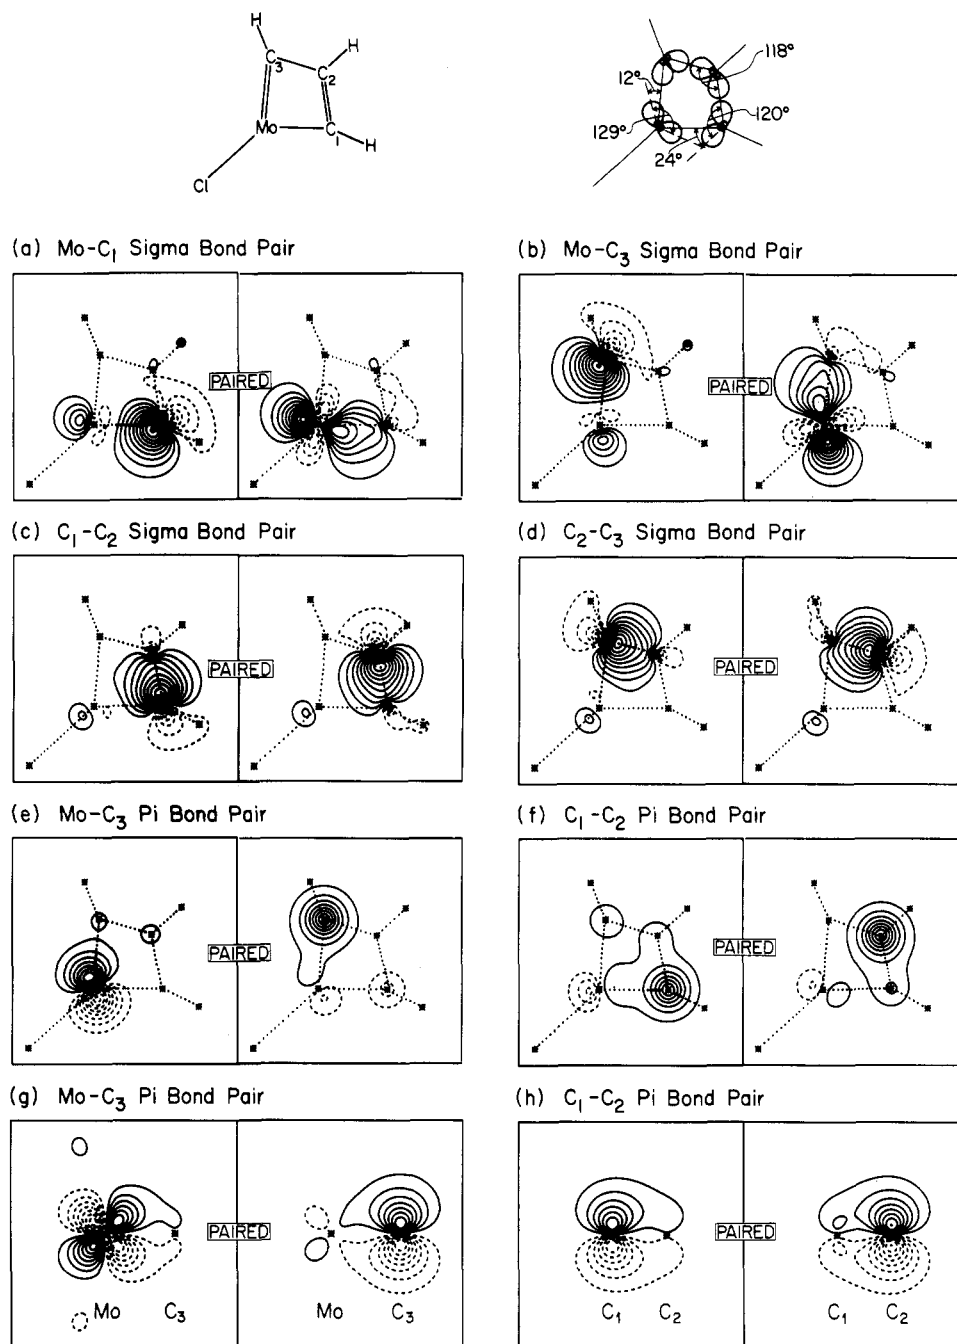 H
H
C3
C2
Mo
C1
H
Cl
118°
12°
120°
129°
24°
(a) Mo-C1 Sigma Bond Pair
(b) Mo-C3 Sigma Bond Pair
PAIRED
PAIRED
(c) C1-C2 Sigma Bond Pair
(d) C2-C3 Sigma Bond Pair
PAIRED
PAIRED
(e) Mo-C3 Pi Bond Pair
(f) C1-C2 Pi Bond Pair
PAIRED
PAIRED
(g) Mo-C3 Pi Bond Pair
(h) C1-C2 Pi Bond Pair
PAIRED
PAIRED
Mo C3 Mo C3
C1 C2 C1 C2